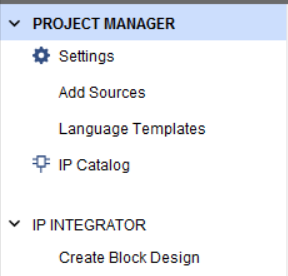 PROJECT MANAGER
Settings
Add Sources
Language Templates
IP Catalog
IP INTEGRATOR
Create Block Design